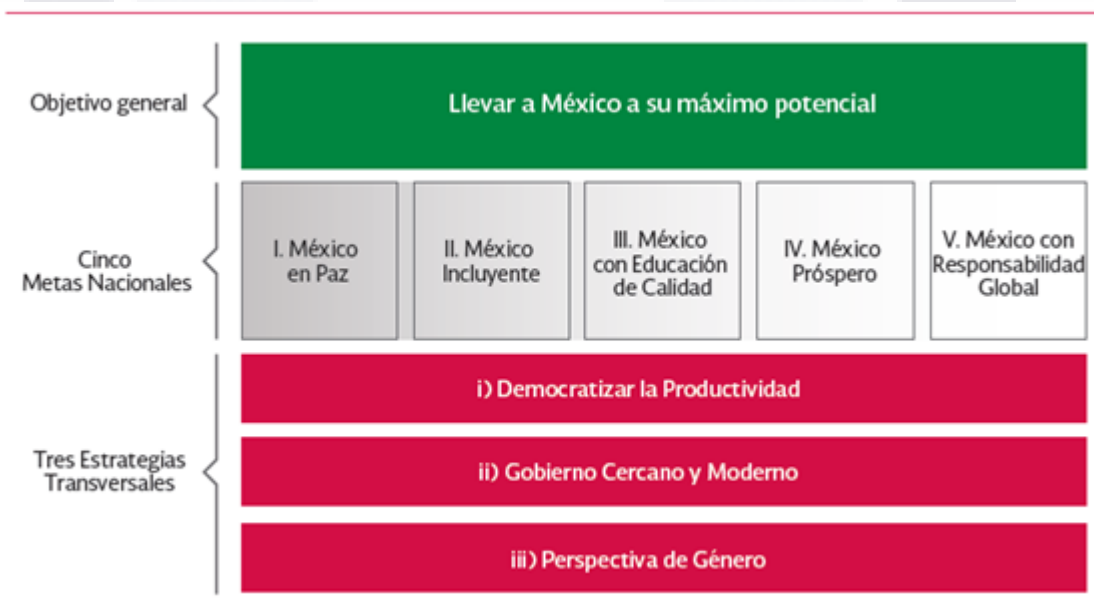 Objetivo general
Llevar a México a su máximo potencial
Cinco
Metas Nacionales
I. México
en Paz
II. México
Incluyente
III. México
con Educación
de Calidad
IV. México
Próspero
V. México con
Responsabilidad
Global
Tres Estrategias
Transversales
i) Democratizar la Productividad
ii) Gobierno Cercano y Moderno
iii) Perspectiva de Género